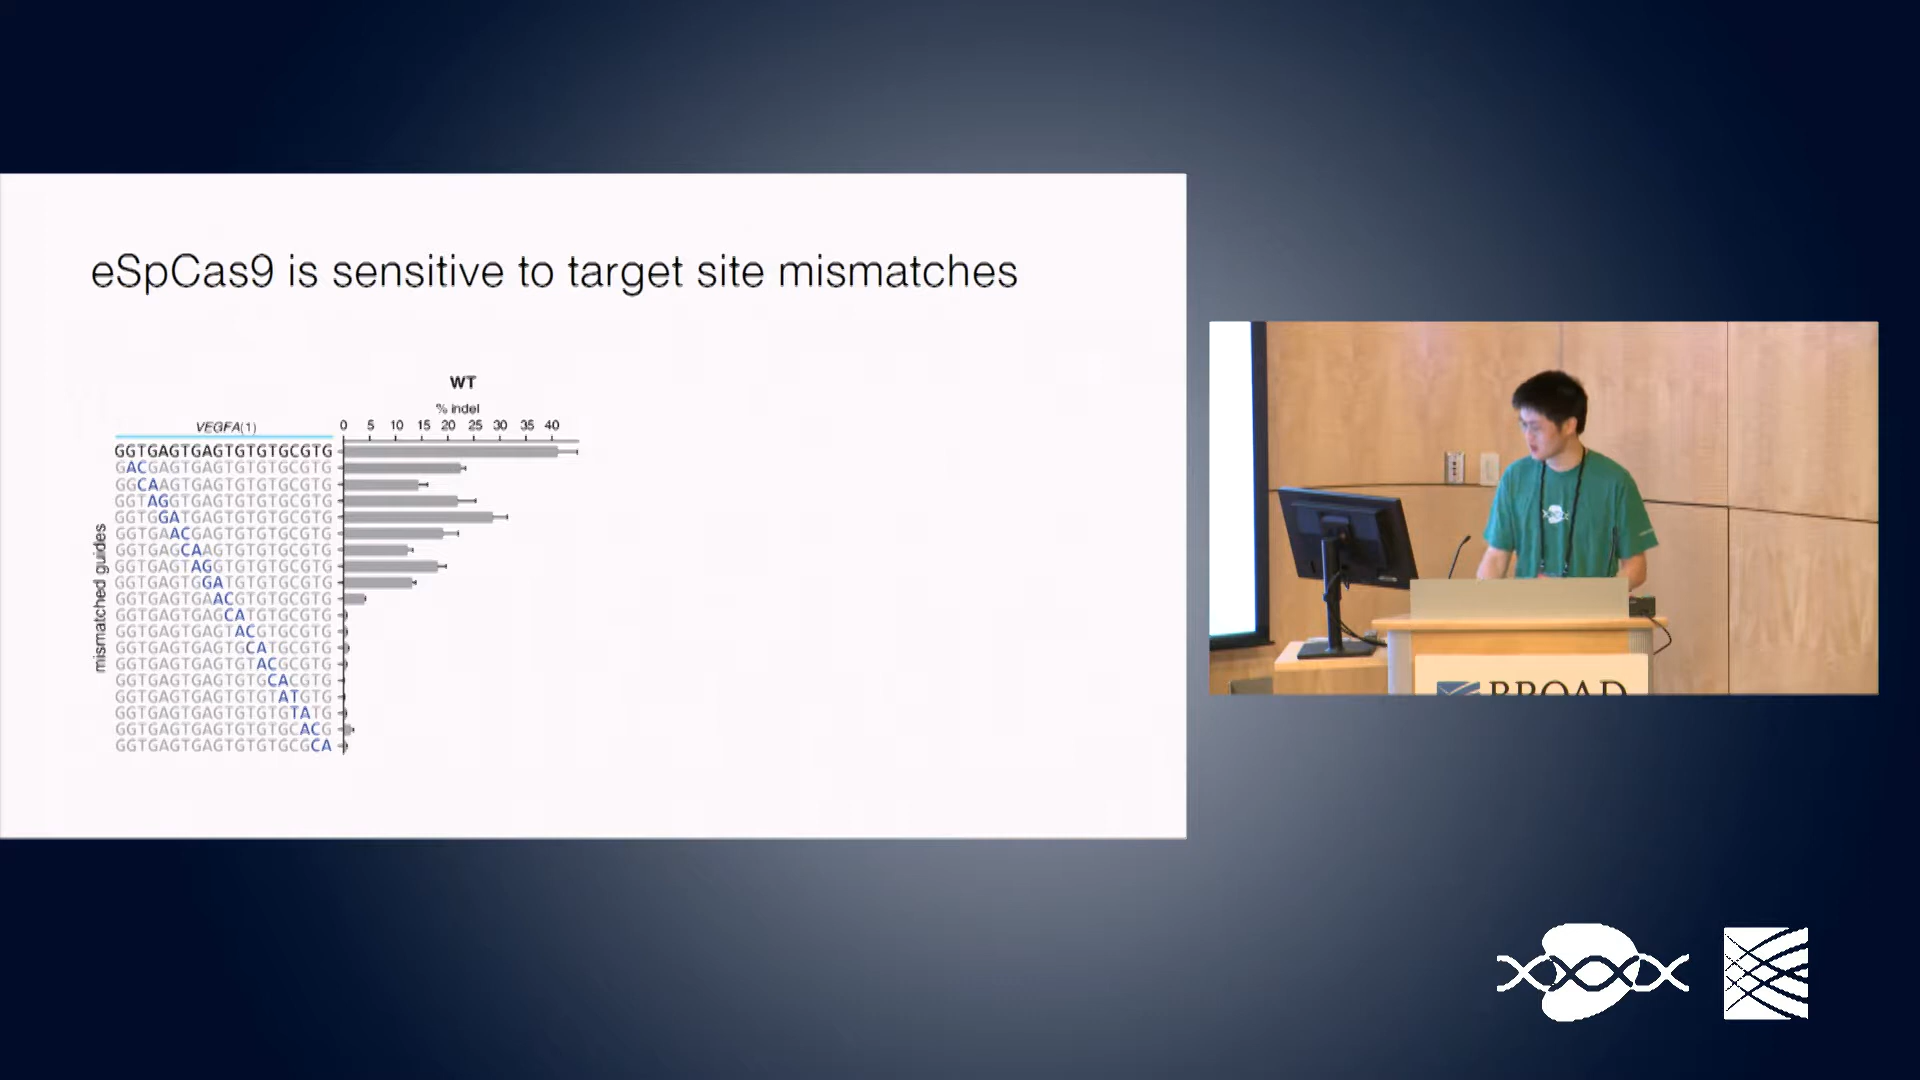 eSpCas9 is sensitive to target site mismatches
WT
% indel
VEGFA(1)
0 5 10 15 20 25 30 35 40
mismatched guides
GGTGAGTGAGTGTGTGCGTG
GACGAGTGAGTGTGTGCGTG
GGCAAGTGAGTGTGTGCGTG
GGTAGGTGAGTGTGTGCGTG
GGTGGATGAGTGTGTGCGTG
GGTGAACGAGTGTGTGCGTG
GGTGAGCAAGTGTGTGCGTG
GGTGAGTAGGTGTGTGCGTG
GGTGAGTGGATGTGTGCGTG
GGTGAGTGAACGTGTGCGTG
GGTGAGTGAGCATGTGCGTG
GGTGAGTGAGTACGTGCGTG
GGTGAGTGAGTGCATGCGTG
GGTGAGTGAGTGTACGCGTG
GGTGAGTGAGTGTGCACGTG
GGTGAGTGAGTGTGTATGTG
GGTGAGTGAGTGTGTGTATG
GGTGAGTGAGTGTGTGCACG
GGTGAGTGAGTGTGTGCGCA
BROAD